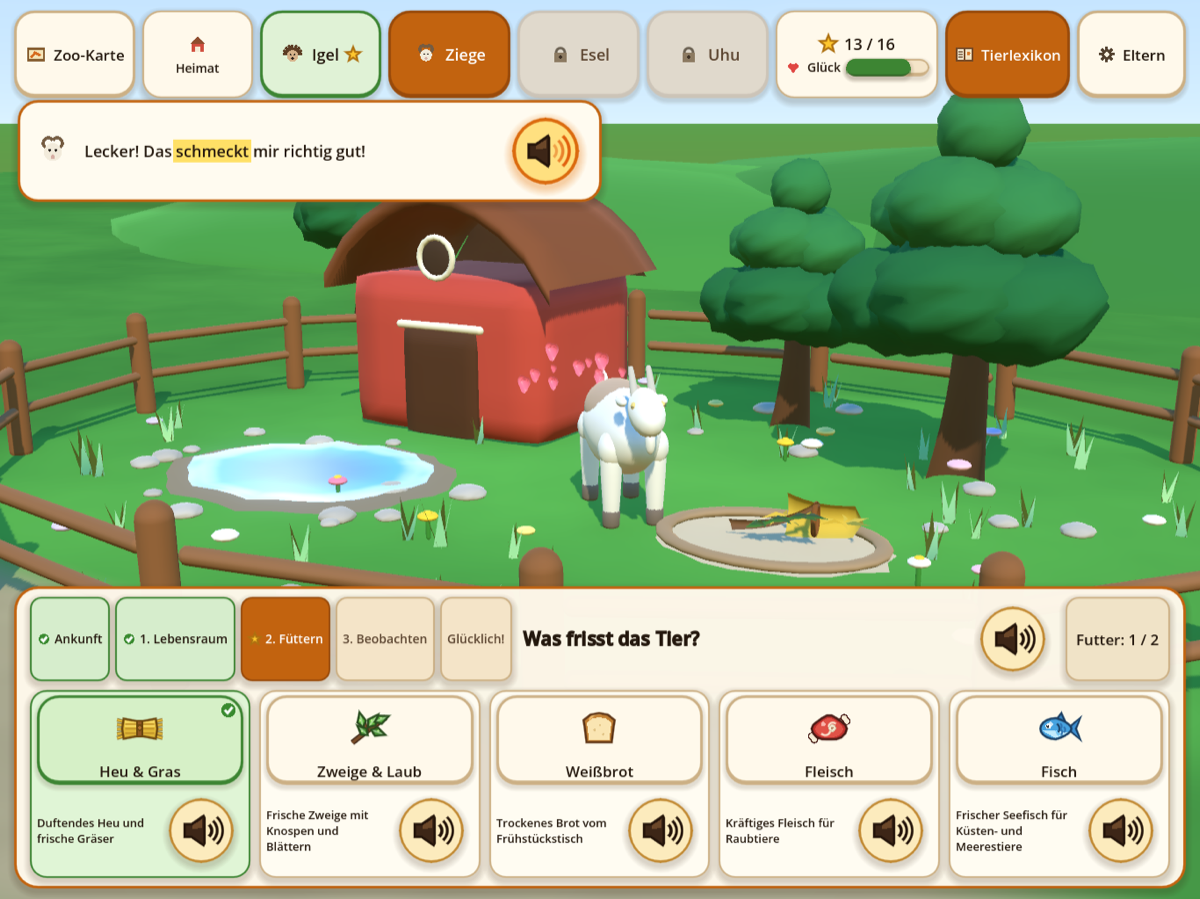 Zoo-Karte
Heimat
Igel
Ziege
Esel
Uhu
13 / 16
Glück
Tierlexikon
Eltern
Lecker! Das schmeckt mir richtig gut!
Ankunft
1. Lebensraum
2. Füttern
3. Beobachten
Glücklich!
Was frisst das Tier?
Futter: 1 / 2
Heu & Gras
Duftendes Heu und
frische Gräser
Zweige & Laub
Frische Zweige mit
Knospen und
Blättern
Weißbrot
Trockenes Brot vom
Frühstückstisch
Fleisch
Kräftiges Fleisch für
Raubtiere
Fisch
Frischer Seefisch für
Küsten- und
Meerestiere